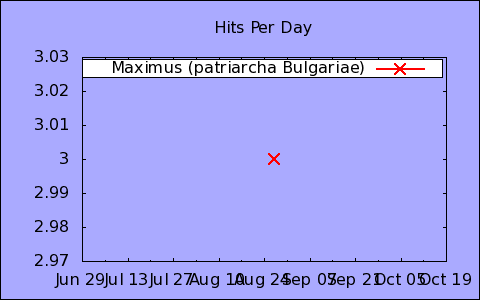 Hits Per Day
3.03
Maximus (patriarcha Bulgariae)
3.02
3.01
3
2.99
2.98
2.97
Jun 29 Jul 13 Jul 27 Aug 10 Aug 24 Sep 07 Sep 21 Oct 05 Oct 19